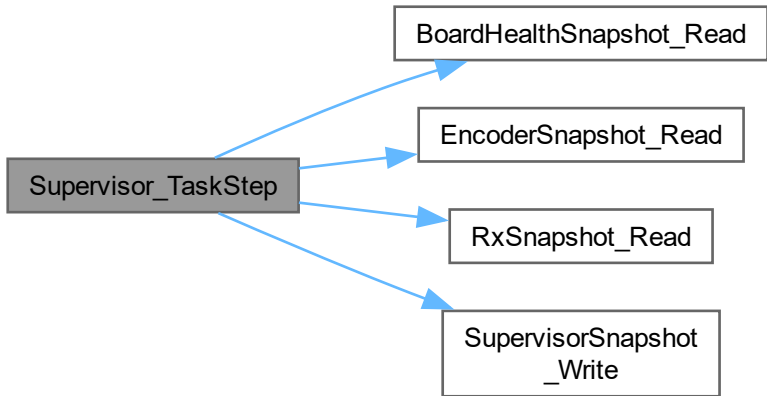 BoardHealthSnapshot_Read
EncoderSnapshot_Read
Supervisor_TaskStep
RxSnapshot_Read
SupervisorSnapshot
_Write